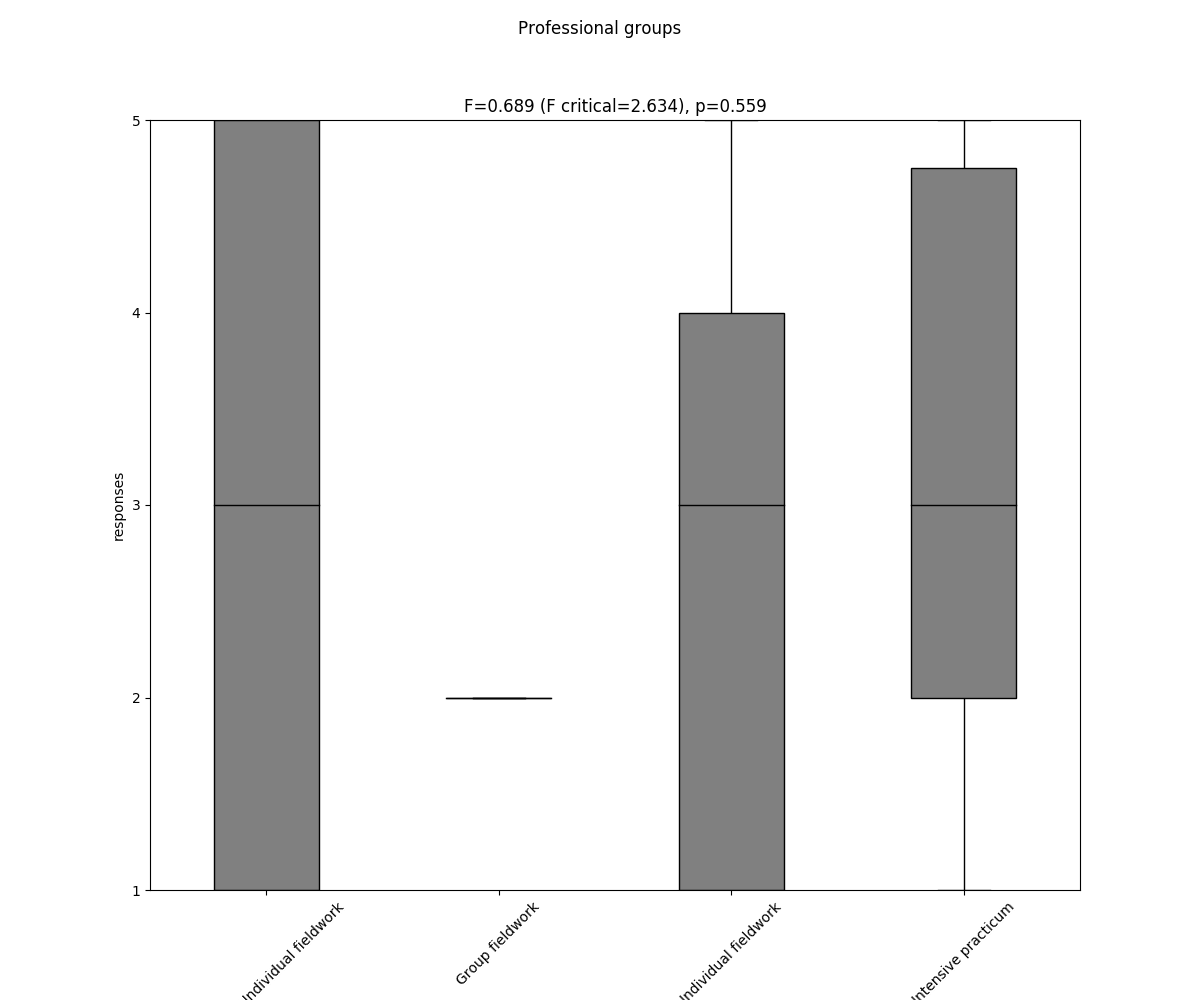 Professional groups
F=0.689 (F critical=2.634), p=0.559
5
4
3
2
1
responses
Individual fieldwork
Group fieldwork
Individual fieldwork
Intensive practicum